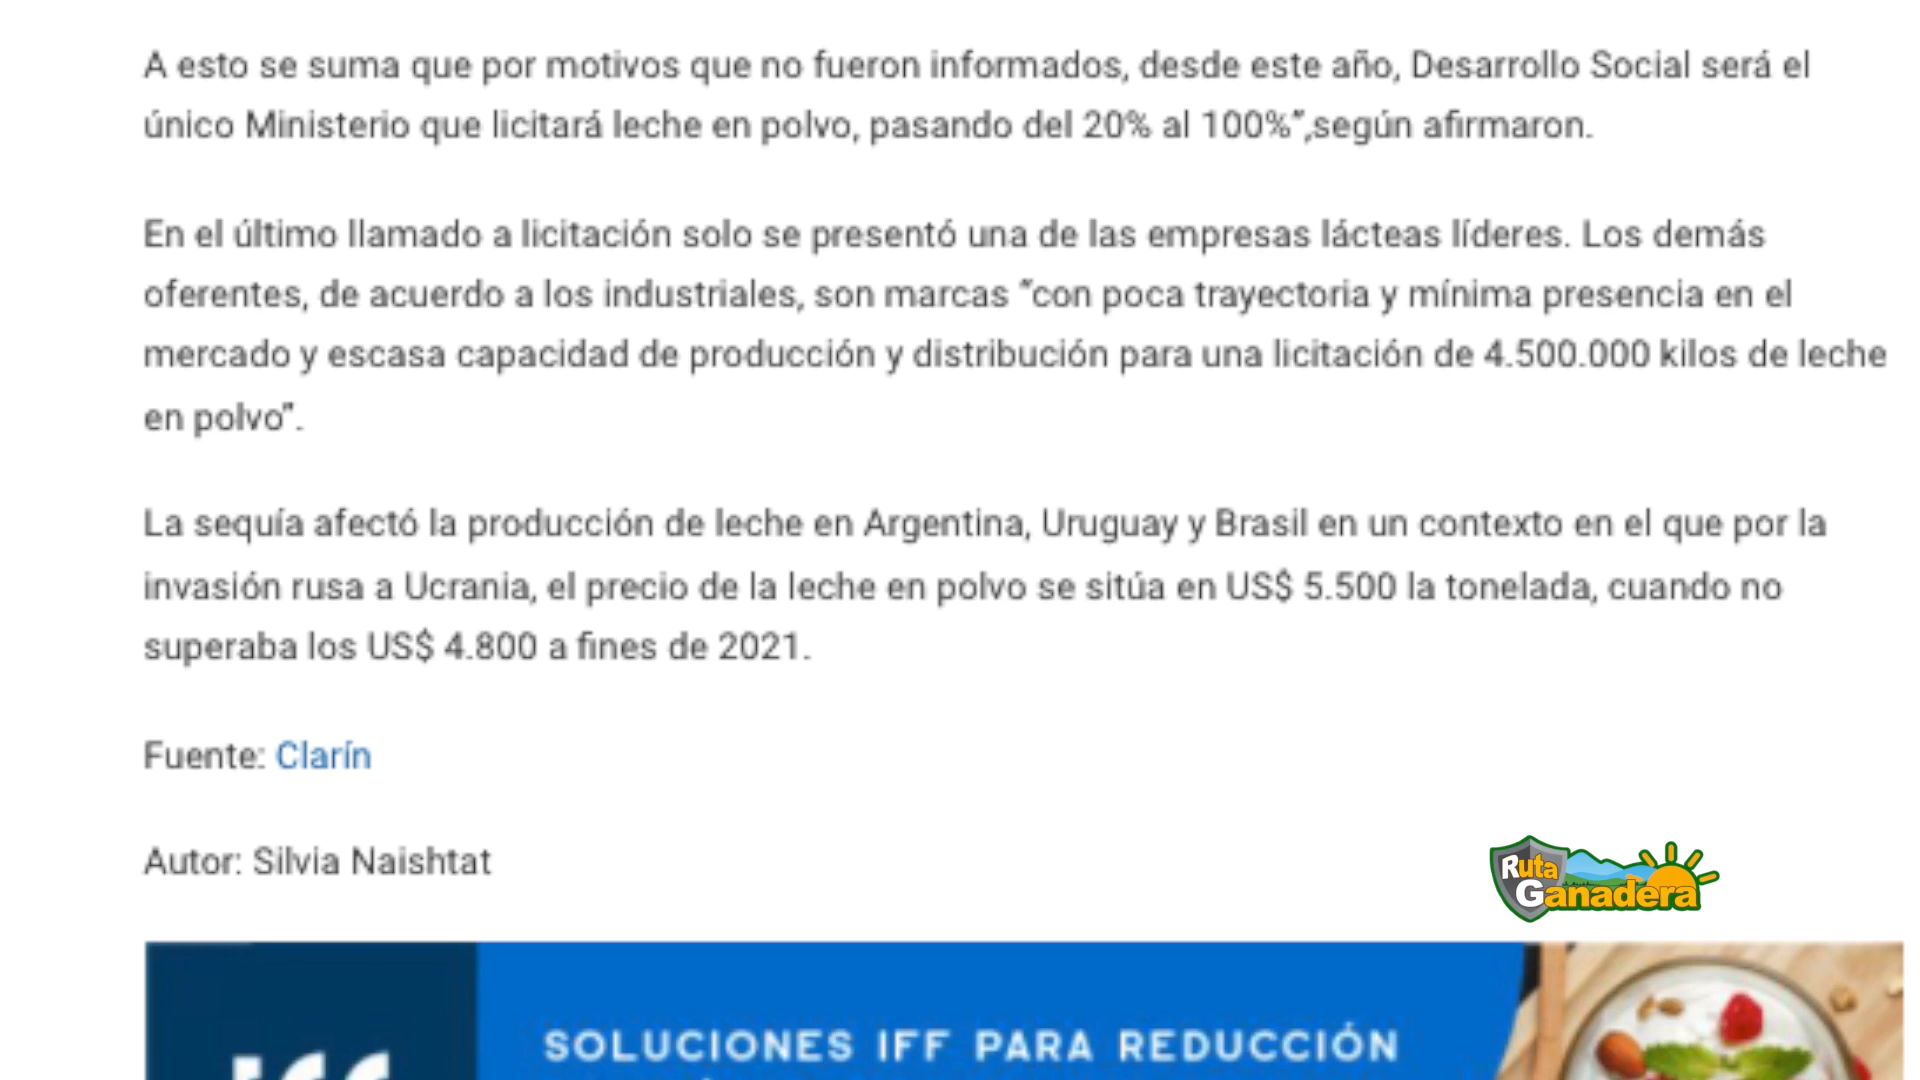 A esto se suma que por motivos que no fueron informados, desde este año, Desarrollo Social será el
único Ministerio que licitará leche en polvo, pasando del 20% al 100%”,según afirmaron.
En el último llamado a licitación solo se presentó una de las empresas lácteas líderes. Los demás
oferentes, de acuerdo a los industriales, son marcas “con poca trayectoria y mínima presencia en el
mercado y escasa capacidad de producción y distribución para una licitación de 4.500.000 kilos de leche
en polvo”.
La sequía afectó la producción de leche en Argentina, Uruguay y Brasil en un contexto en el que por la
invasión rusa a Ucrania, el precio de la leche en polvo se sitúa en US$ 5.500 la tonelada, cuando no
superaba los US$ 4.800 a fines de 2021.
Fuente: Clarín
Autor: Silvia Naishtat
Ruta
Ganadera
SOLUCIONES IFF PARA REDUCCIÓN